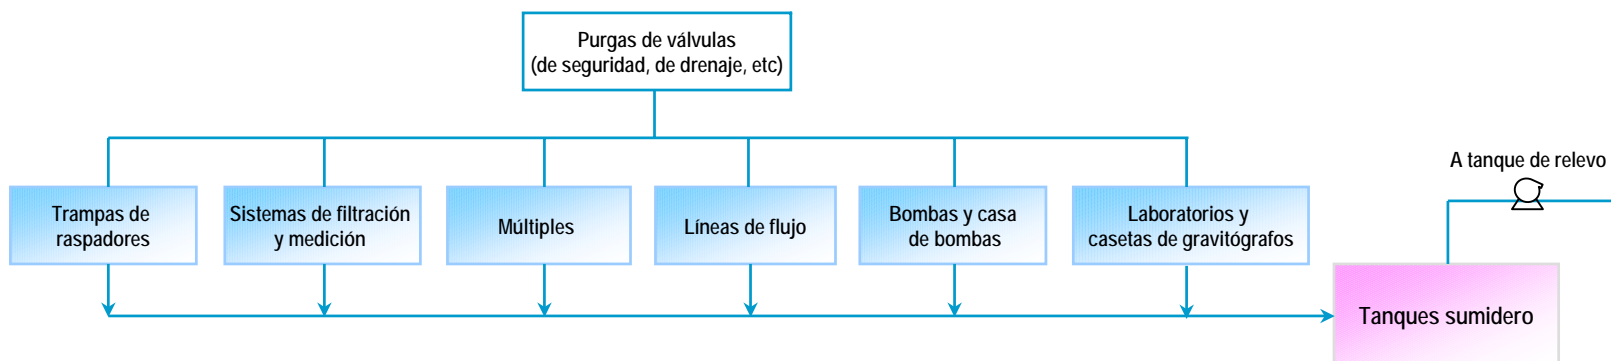 Purgas de válvulas
(de seguridad, de drenaje, etc)
A tanque de relevo
Trampas de
raspadores
Sistemas de filtración
y medición
Múltiples
Líneas de flujo
Bombas y casa
de bombas
Laboratorios y
casetas de gravitógrafos
Tanques sumidero